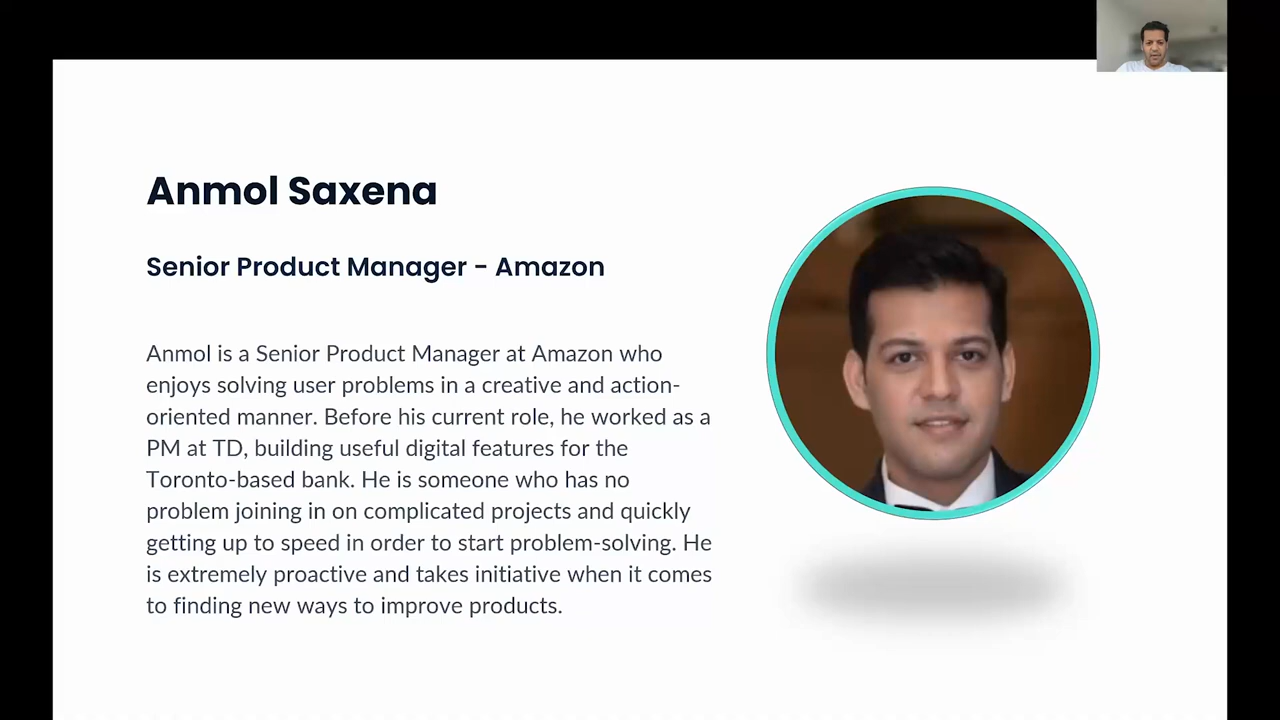 Anmol Saxena
Senior Product Manager - Amazon
Anmol is a Senior Product Manager at Amazon who
enjoys solving user problems in a creative and action-
oriented manner. Before his current role, he worked as a
PM at TD, building useful digital features for the
Toronto-based bank. He is someone who has no
problem joining in on complicated projects and quickly
getting up to speed in order to start problem-solving. He
is extremely proactive and takes initiative when it comes
to finding new ways to improve products.